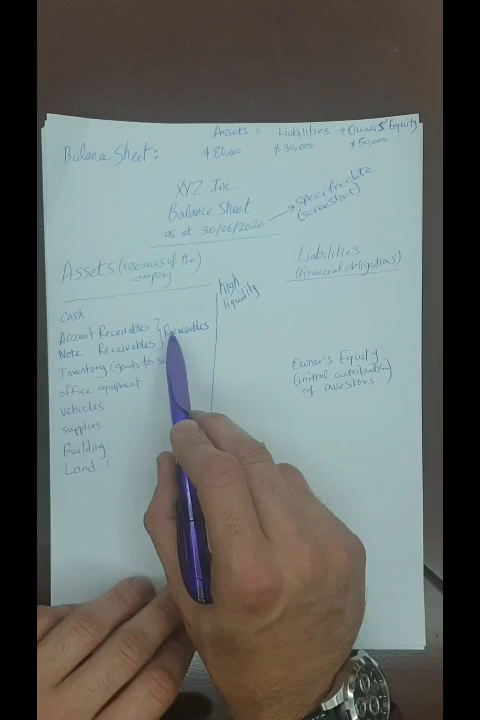 Assets = Liabilities + Owner's Equity
$80,000 $30,000 $50,000
Balance Sheet:
XYZ Inc.
Balance Sheet
as at 30/06/2020
specific date
(screenshot)
Assets (resources of the
company)
Liabilities
(financial obligations)
high
liquidity
Cash
Account Receivables
Note Receivables
Receivables
Inventory (goods to
office equipment
vehicles
supplies
Building
Land
Owner's Equity
(initial contribution
of investors)